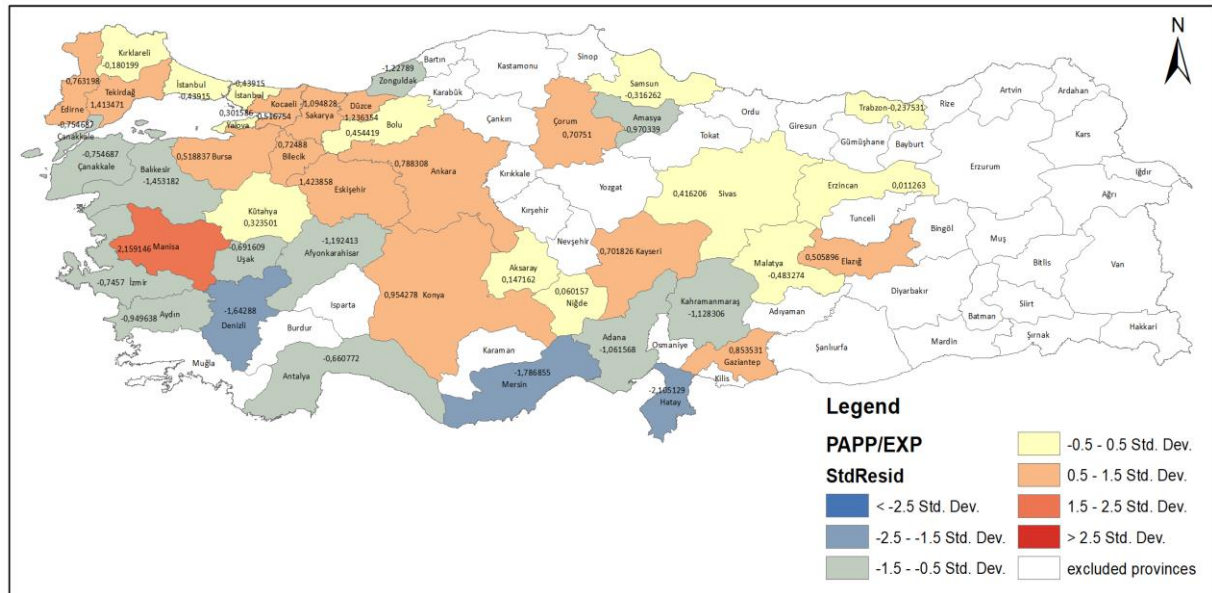 N
Kırklareli
-0,180199
-0,763198
Tekirdağ
Edirne
1,413471
-0,754687
Çanakkale
İstanbul
-0,43915
-0,43915
İstanbul
0,301586
Yalova
Kocaeli
-0,516754
-1,094828
Sakarya
Düzce
1,236354
-1,22789
Zonguldak
Bartın
Karabük
Kastamonu
Sinop
Samsun
-0,316262
Bolu
0,454419
Çankırı
Çorum
0,70751
Amasya
-0,970339
Tokat
Ordu
Giresun
Trabzon-0,237531
Rize
Artvin
Ardahan
Kars
Gümüşhane
Bayburt
Erzurum
Iğdır
Ağrı
-0,754687
Çanakkale
Balıkesir
-1,453182
0,518837 Bursa
0,72488
Bilecik
1,423858
Eskişehir
0,788308
Ankara
Kırıkkale
Yozgat
0,416206 Sivas
Erzincan
0,011263
Tunceli
Bingöl
Muş
Bitlis
Van
Kütahya
0,323501
Kırşehir
Nevşehir
0,701826 Kayseri
Malatya
-0,483274
0,505896
Elazığ
Diyarbakır
Batman
Siirt
Şırnak
Hakkari
2,159146 Manisa
-0,691609
Uşak
-1,192413
Afyonkarahisar
Aksaray
0,147162
0,060157
Niğde
Kahramanmaraş
-1,128306
Adıyaman
-0,7457
İzmir
-0,949638
Aydın
-1,64288
Denizli
Isparta
Burdur
0,954278 Konya
Karaman
Adana
-1,061568
Osmaniye
0,853531
Gaziantep
Kilis
Şanlıurfa
Mardin
Muğla
-0,660772
Antalya
-1,786855
Mersin
-2,105129
Hatay
Legend
PAPP/EXP
StdResid
< -2.5 Std. Dev.
-2.5 - -1.5 Std. Dev.
-1.5 - -0.5 Std. Dev.
-0.5 - 0.5 Std. Dev.
0.5 - 1.5 Std. Dev.
1.5 - 2.5 Std. Dev.
> 2.5 Std. Dev.
excluded provinces